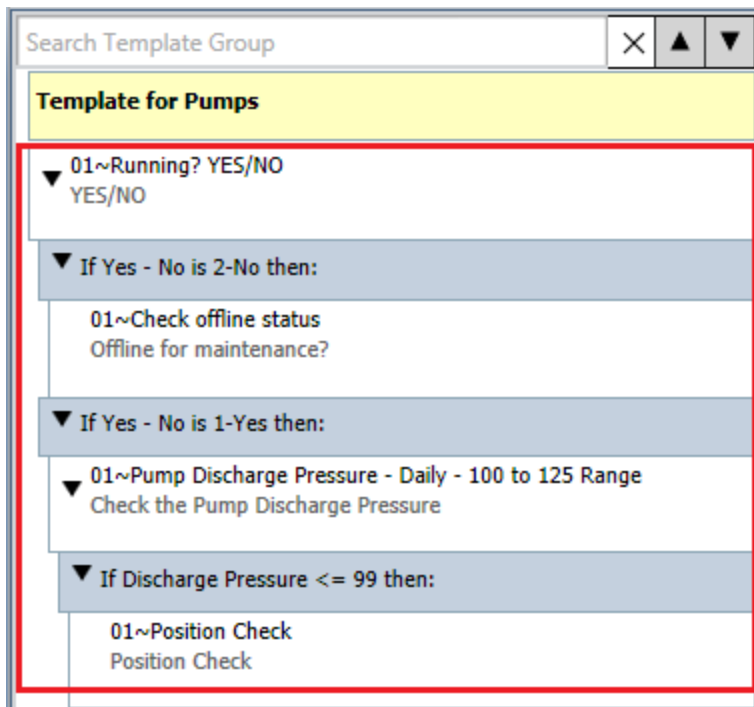 Search Template Group
Template for Pumps
01~Running? YES/NO
YES/NO
If Yes - No is 2-No then:
01~Check offline status
Offline for maintenance?
If Yes - No is 1-Yes then:
01~Pump Discharge Pressure - Daily - 100 to 125 Range
Check the Pump Discharge Pressure
If Discharge Pressure <= 99 then:
01~Position Check
Position Check